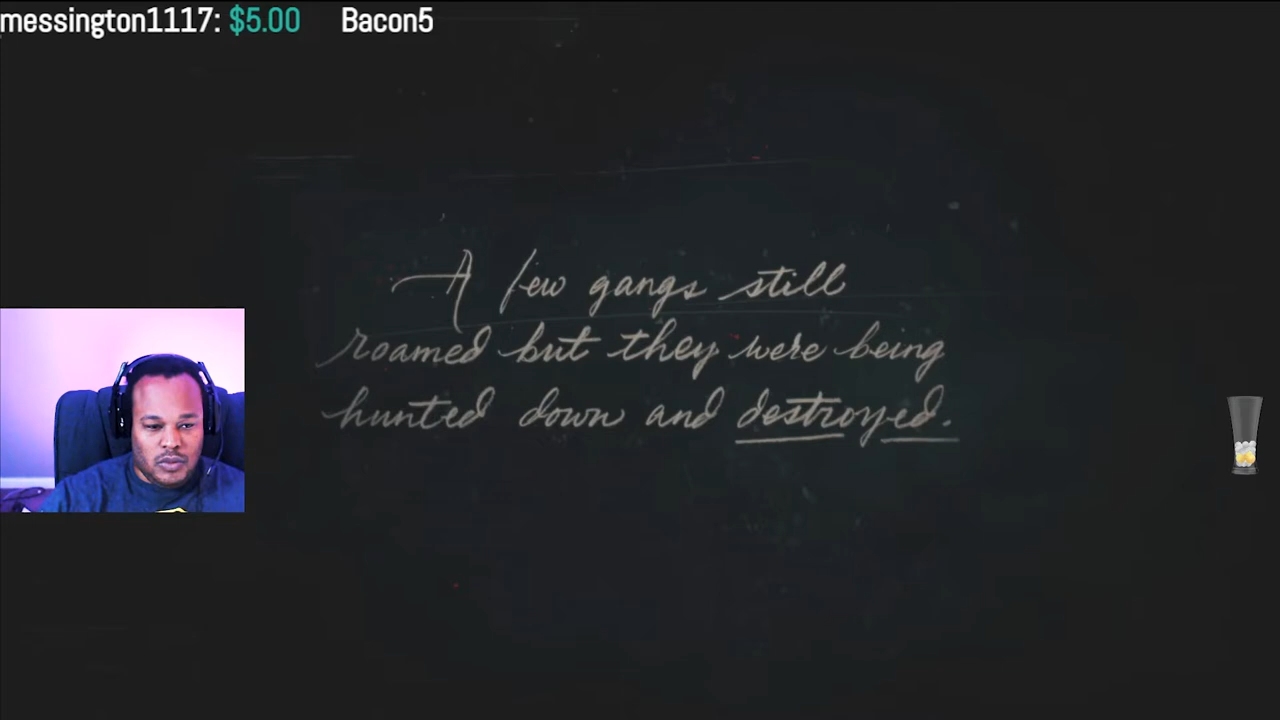 messington1117: $5.00 Bacon5
A few gangs still
roamed but they were being
hunted down and destroyed.